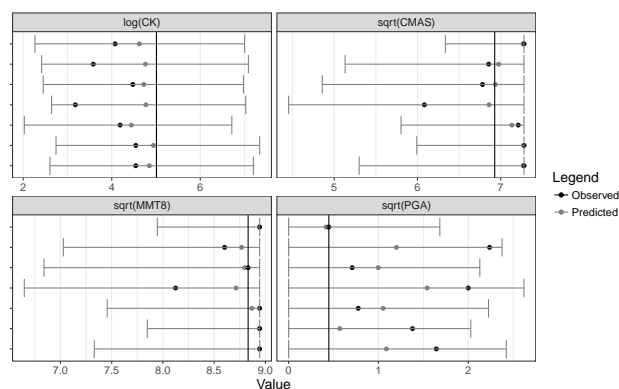 log(CK)
sqrt(CMAS)
2 4 6
5 6 7
Legend
Observed
Predicted
sqrt(MMT8)
sqrt(PGA)
7.0 7.5 8.0 8.5 9.0
0 1 2
Value